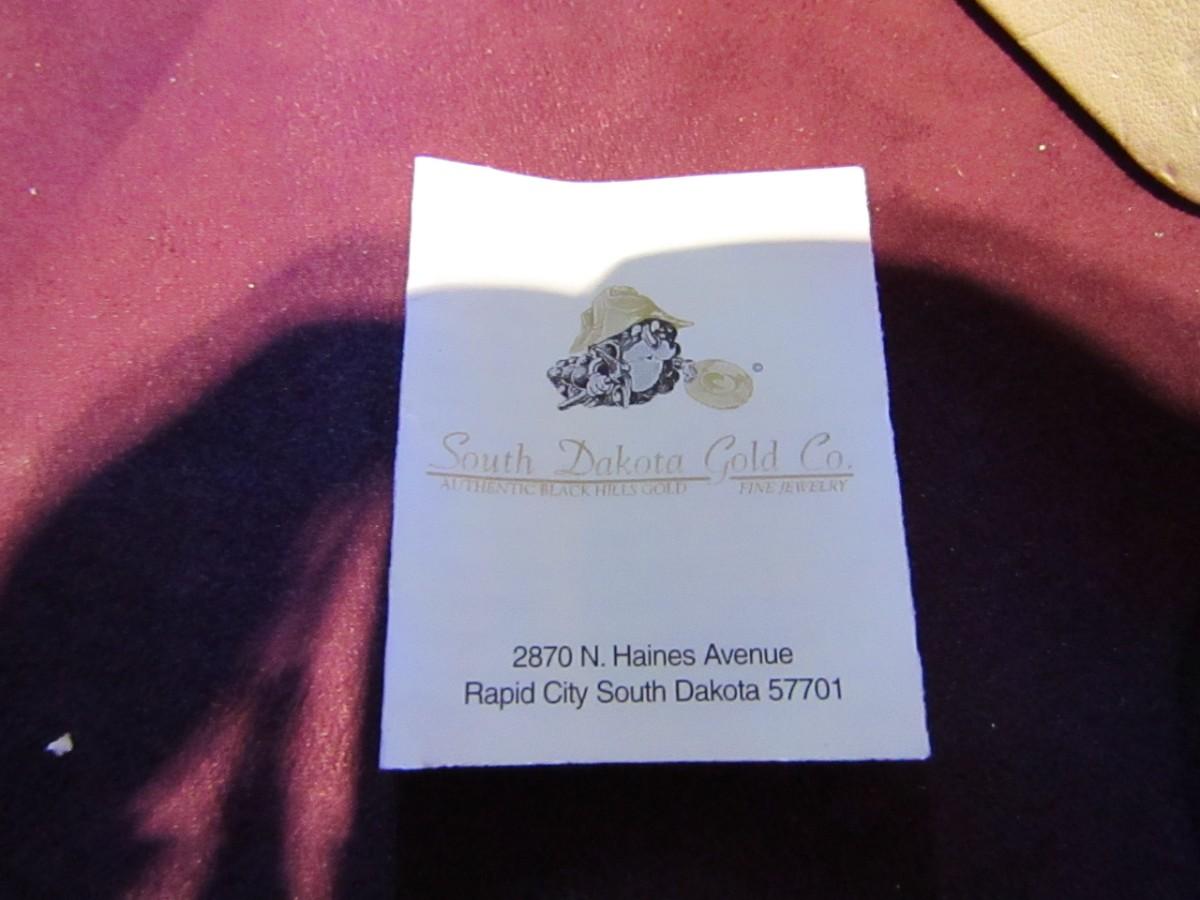 ©
South Dakota Gold Co.
AUTHENTIC BLACK HILLS GOLD FINE JEWELRY
2870 N. Haines Avenue
Rapid City South Dakota 57701